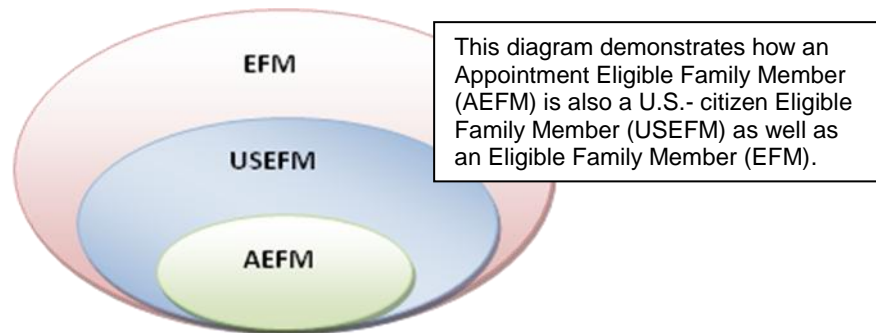 EFM
USEFM
AEFM
This diagram demonstrates how an
Appointment Eligible Family Member
(AEFM) is also a U.S.- citizen Eligible
Family Member (USEFM) as well as
an Eligible Family Member (EFM).